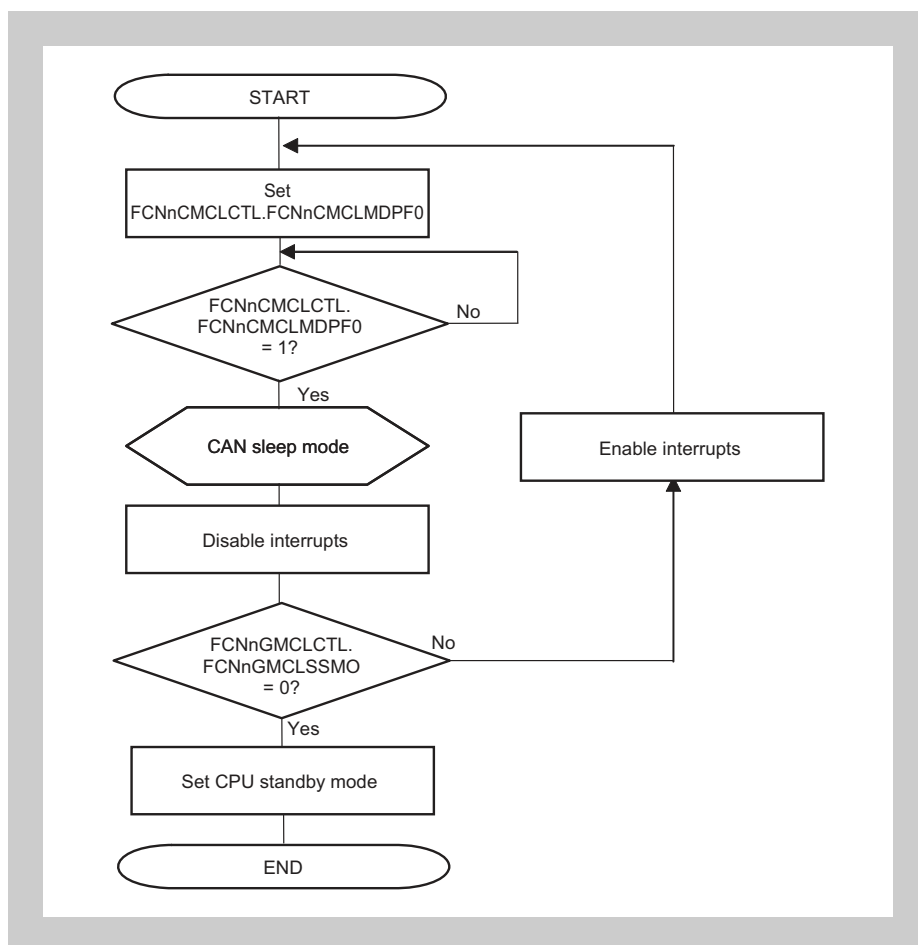 START
Set
FCNnCMCLCTL.FCNnCMCLMDPF0
FCNnCMCLCTL.
FCNnCMCLMDPF0
= 1?
No
Yes
CAN sleep mode
Enable interrupts
Disable interrupts
FCNnGMCLCTL.
FCNnGMCLSSMO
= 0?
No
Yes
Set CPU standby mode
END